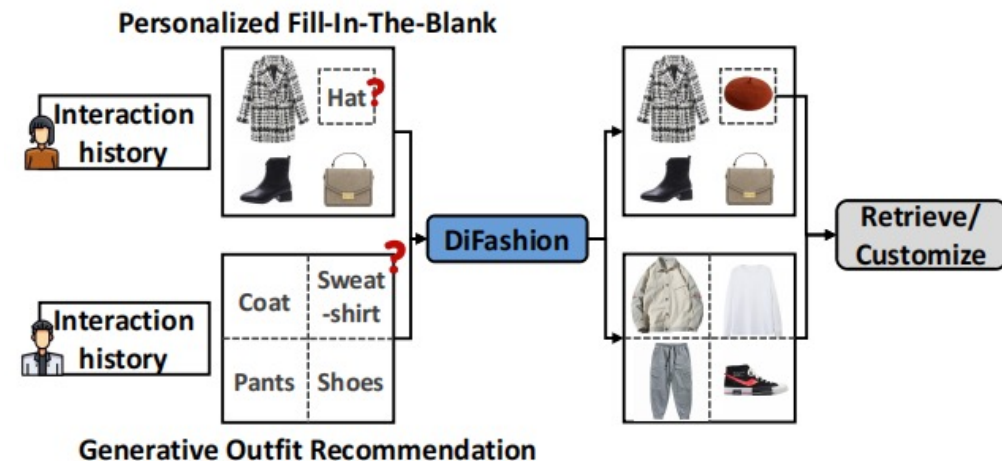 Personalized Fill-In-The-Blank
Interaction
history
Hat?
DiFashion
Retrieve/
Customize
Interaction
history
?
Coat
Sweat
-shirt
Pants
Shoes
Generative Outfit Recommendation